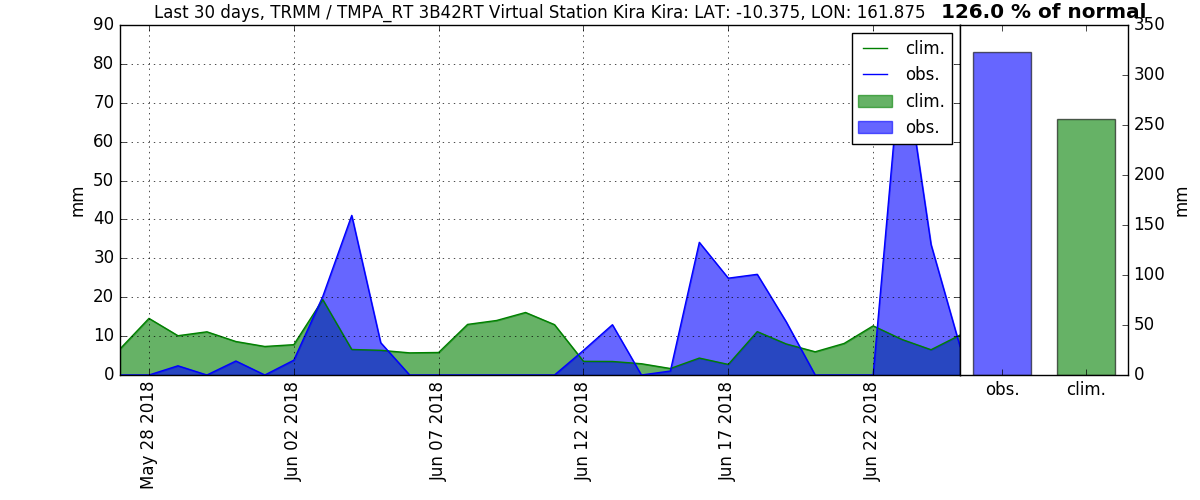 Last 30 days, TRMM / TMPA_RT 3B42RT Virtual Station Kira Kira: LAT: -10.375, LON: 161.875
126.0 % of normal
90
80
70
60
50
40
30
20
10
0
mm
clim.
obs.
clim.
obs.
May 28 2018
Jun 02 2018
Jun 07 2018
Jun 12 2018
Jun 17 2018
Jun 22 2018
350
300
250
200
150
100
50
0
mm
obs.
clim.